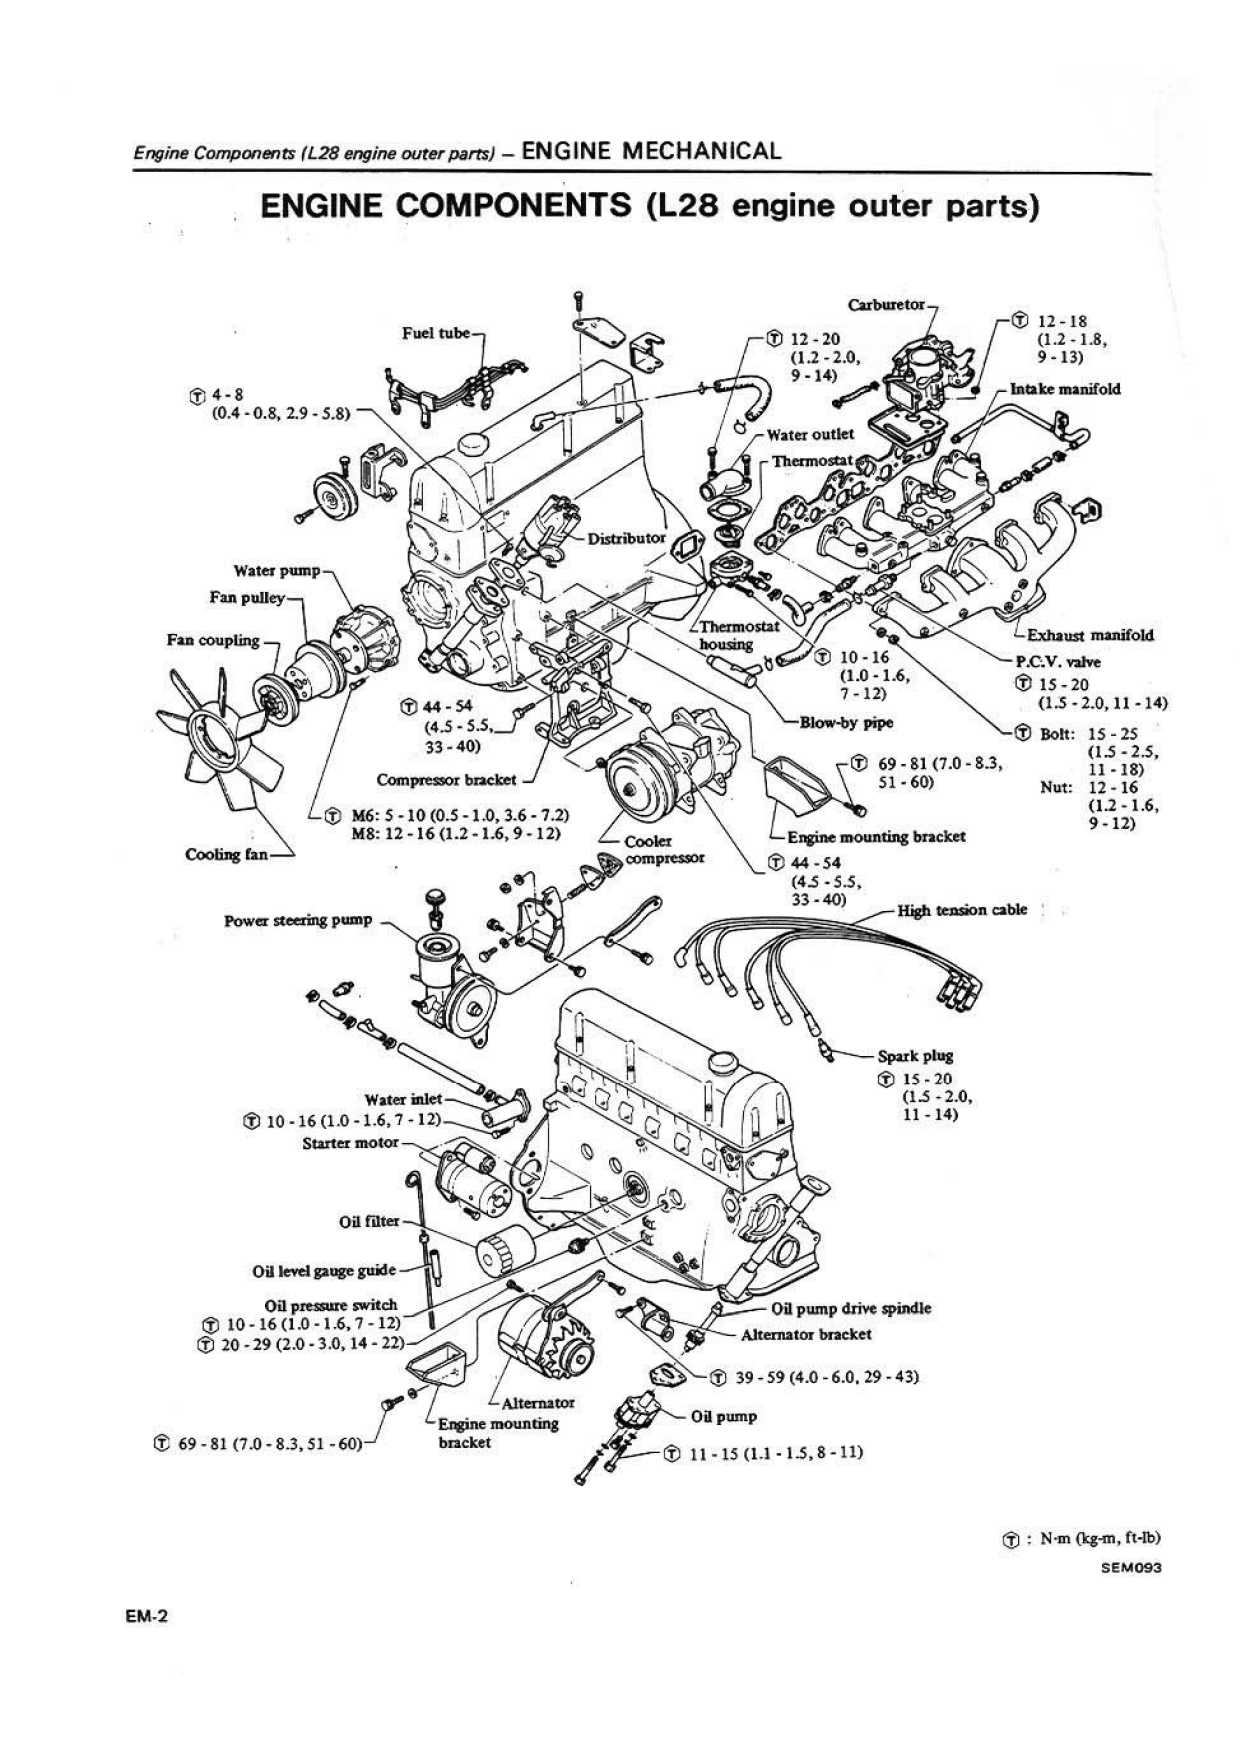 Engine Components (L28 engine outer parts) – ENGINE MECHANICAL
ENGINE COMPONENTS (L28 engine outer parts)
Carburetor
Ⓣ 12 - 18
(1.2 - 1.8,
9 - 13)
Fuel tube
Ⓣ 12 - 20
(1.2 - 2.0,
9 - 14)
Intake manifold
Ⓣ 4 - 8
(0.4 - 0.8, 2.9 - 5.8)
Water outlet
Thermostat
Distributor
Water pump
Fan pulley
Fan coupling
Thermostat
housing
Exhaust manifold
Ⓣ 10 - 16
(1.0 - 1.6,
7 - 12)
P.C.V. valve
Ⓣ 15 - 20
(1.5 - 2.0, 11 - 14)
Ⓣ 44 - 54
(4.5 - 5.5,
33 - 40)
Blow-by pipe
Ⓣ Bolt: 15 - 25
(1.5 - 2.5,
11 - 18)
Nut: 12 - 16
(1.2 - 1.6,
9 - 12)
Ⓣ 69 - 81 (7.0 - 8.3,
51 - 60)
Compressor bracket
Ⓣ M6: 5 - 10 (0.5 - 1.0, 3.6 - 7.2)
M8: 12 - 16 (1.2 - 1.6, 9 - 12)
Cooling fan
Cooler
compressor
Engine mounting bracket
Ⓣ 44 - 54
(4.5 - 5.5,
33 - 40)
High tension cable
Power steering pump
Spark plug
Ⓣ 15 - 20
(1.5 - 2.0,
11 - 14)
Water inlet
Ⓣ 10 - 16 (1.0 - 1.6, 7 - 12)
Starter motor
Oil filter
Oil level gauge guide
Oil pressure switch
Ⓣ 10 - 16 (1.0 - 1.6, 7 - 12)
Ⓣ 20 - 29 (2.0 - 3.0, 14 - 22)
Oil pump drive spindle
Alternator bracket
Ⓣ 39 - 59 (4.0 - 6.0, 29 - 43)
Alternator
Engine mounting
bracket
Oil pump
Ⓣ 69 - 81 (7.0 - 8.3, 51 - 60)
Ⓣ 11 - 15 (1.1 - 1.5, 8 - 11)
Ⓣ : N·m (kg-m, ft-lb)
SEM093
EM-2